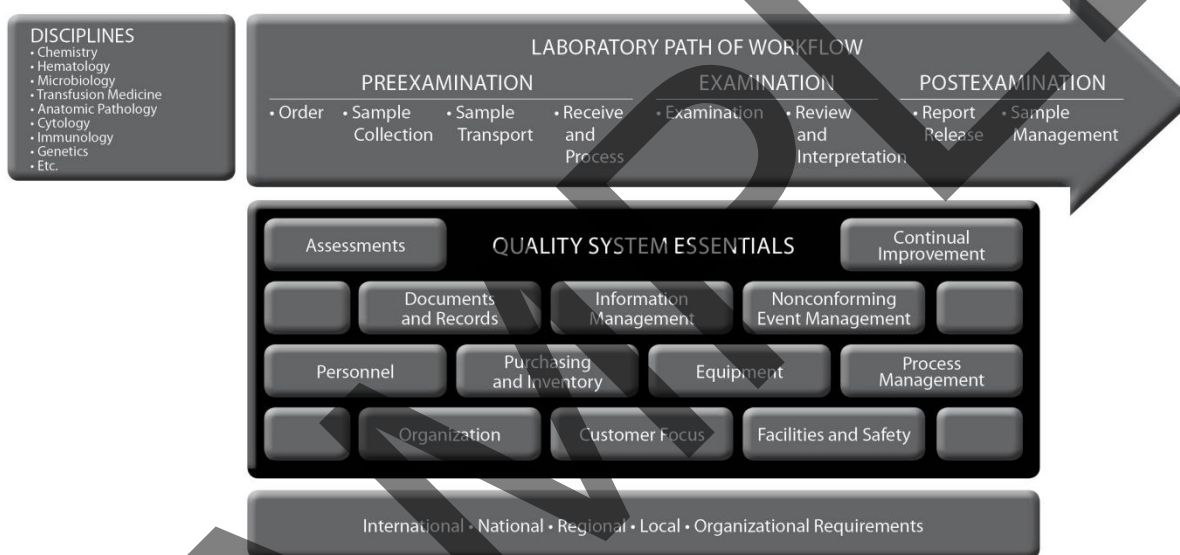 DISCIPLINES
• Chemistry
• Hematology
• Microbiology
• Transfusion Medicine
• Anatomic Pathology
• Cytology
• Immunology
• Genetics
• Etc.
LABORATORY PATH OF WORKFLOW
PREEXAMINATION
• Order
• Sample
Collection
• Sample
Transport
• Receive
and
Process
EXAMINATION
• Examination
• Review
and
Interpretation
POSTEXAMINATION
• Report
Release
• Sample
Management
QUALITY SYSTEM ESSENTIALS
Assessments
Continual
Improvement
Documents
and Records
Information
Management
Nonconforming
Event Management
Personnel
Purchasing
and Inventory
Equipment
Process
Management
Organization
Customer Focus
Facilities and Safety
International • National • Regional • Local • Organizational Requirements